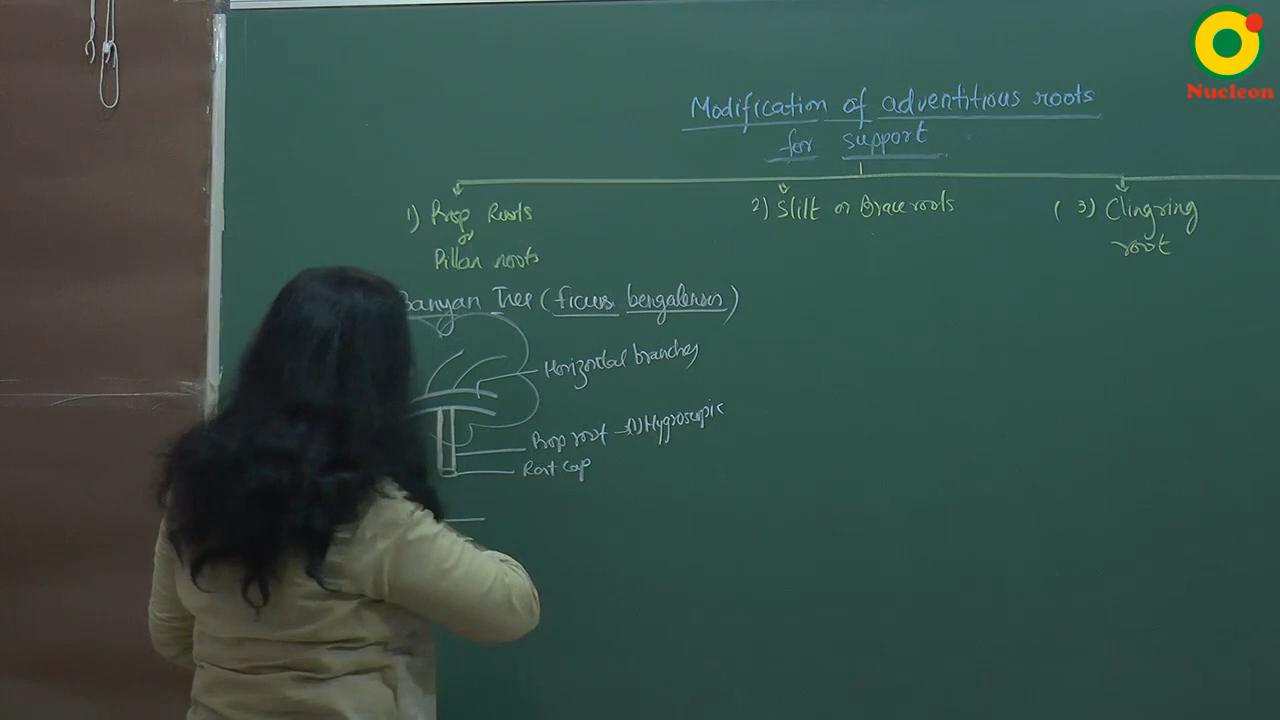 Nucleon
Modification of adventitious roots
for support
1) Prop Roots
or
Pillar roots
2) Stilt or Brace roots
( 3) Clingring
root
Banyan Tree (ficus bengalensis)
Horizontal branches
Prop root → (1) Hygroscopic
Root Cap